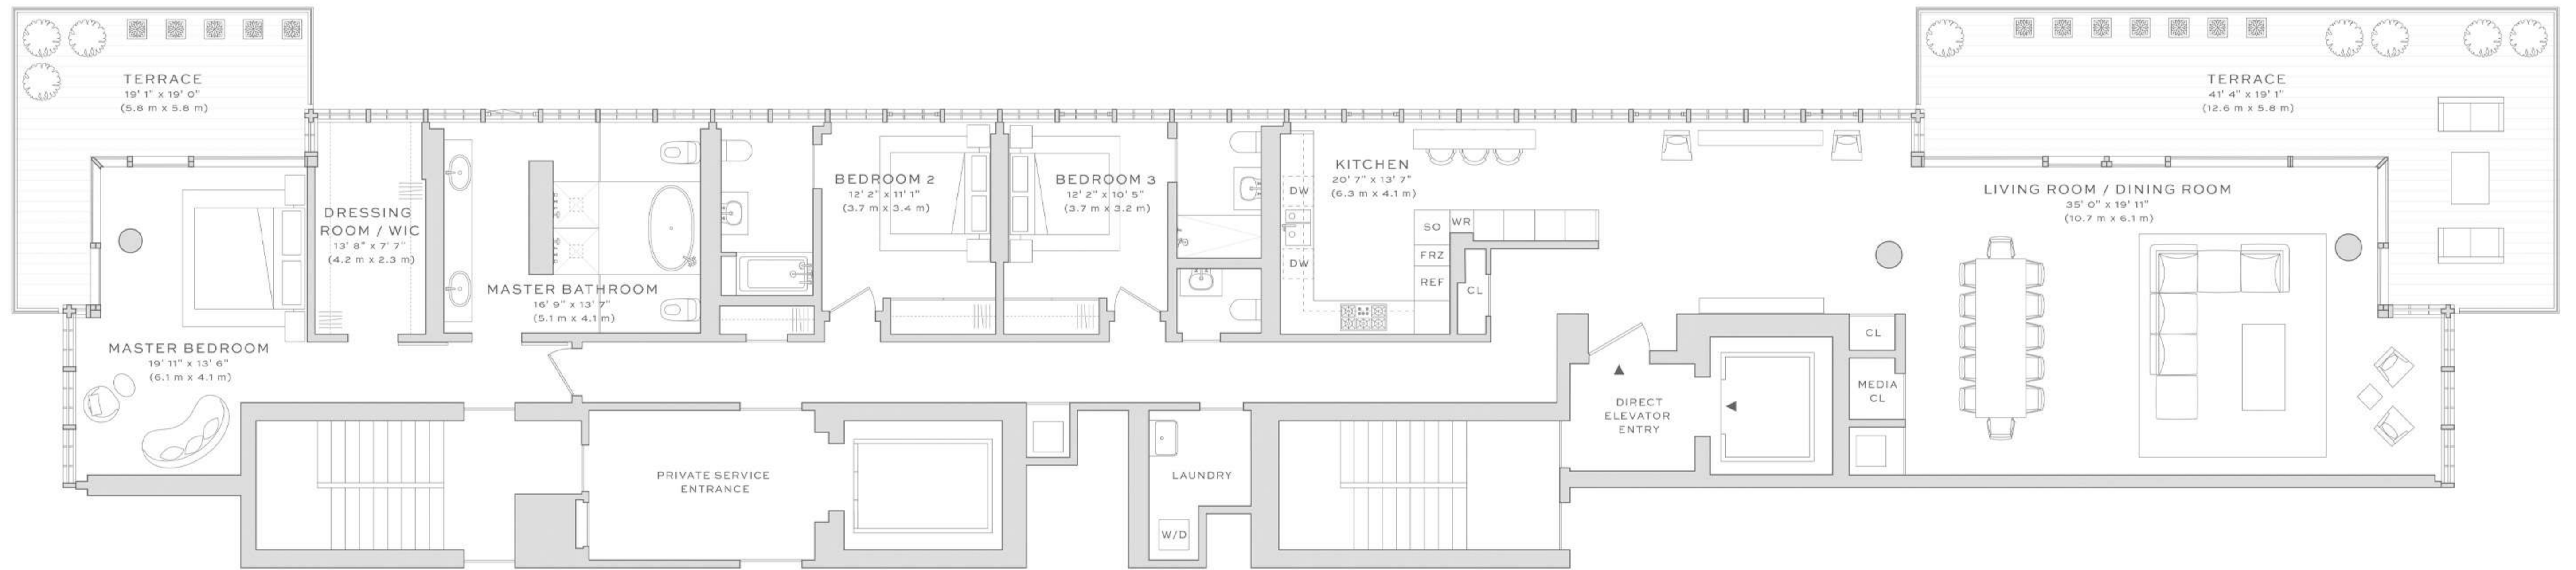 TERRACE
19' 1" x 19' 0"
(5.8 m x 5.8 m)
DRESSING
ROOM / WIC
13' 8" x 7' 7"
(4.2 m x 2.3 m)
MASTER BATHROOM
16' 9" x 13' 7"
(5.1 m x 4.1 m)
MASTER BEDROOM
19' 11" x 13' 6"
(6.1 m x 4.1 m)
BEDROOM 2
12' 2" x 11' 1"
(3.7 m x 3.4 m)
BEDROOM 3
12' 2" x 10' 5"
(3.7 m x 3.2 m)
KITCHEN
20' 7" x 13' 7"
(6.3 m x 4.1 m)
DW
DW
SO
WR
FRZ
REF
CL
TERRACE
41' 4" x 19' 1"
(12.6 m x 5.8 m)
LIVING ROOM / DINING ROOM
35' 0" x 19' 11"
(10.7 m x 6.1 m)
CL
MEDIA
CL
DIRECT
ELEVATOR
ENTRY
PRIVATE SERVICE
ENTRANCE
LAUNDRY
W/D